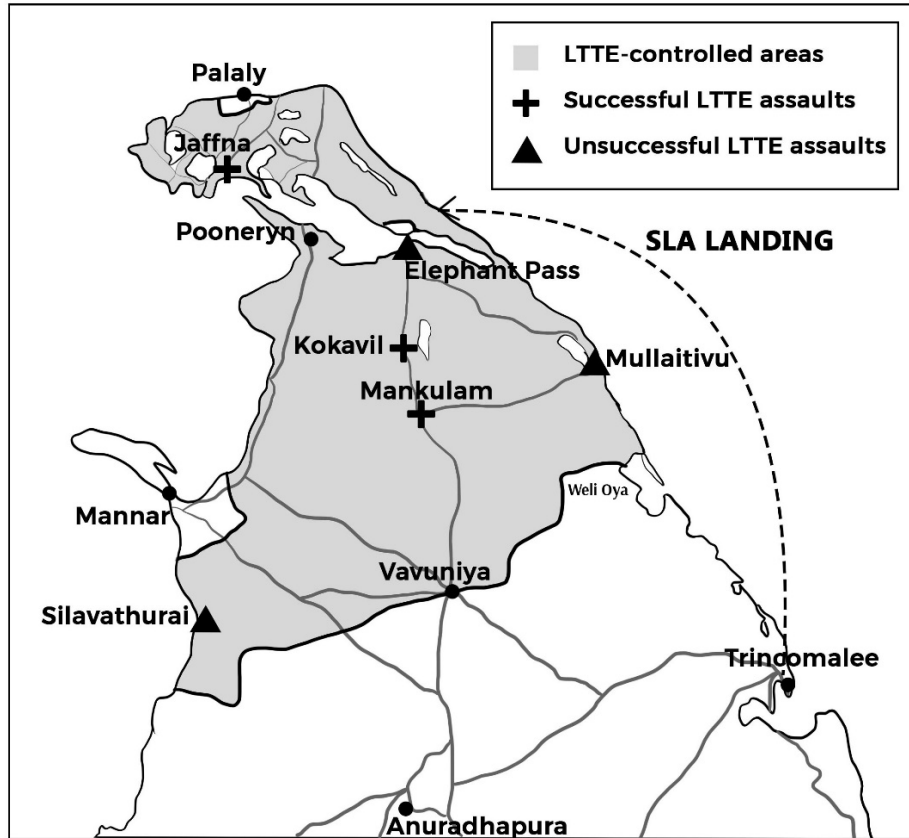 LTTE-controlled areas
Successful LTTE assaults
Unsuccessful LTTE assaults
Palaly
Jaffna
Pooneryn
SLA LANDING
Elephant Pass
Kokavil
Mullaitivu
Mankulam
Weli Oya
Mannar
Vavuniya
Silavathurai
Trincomalee
Anuradhapura